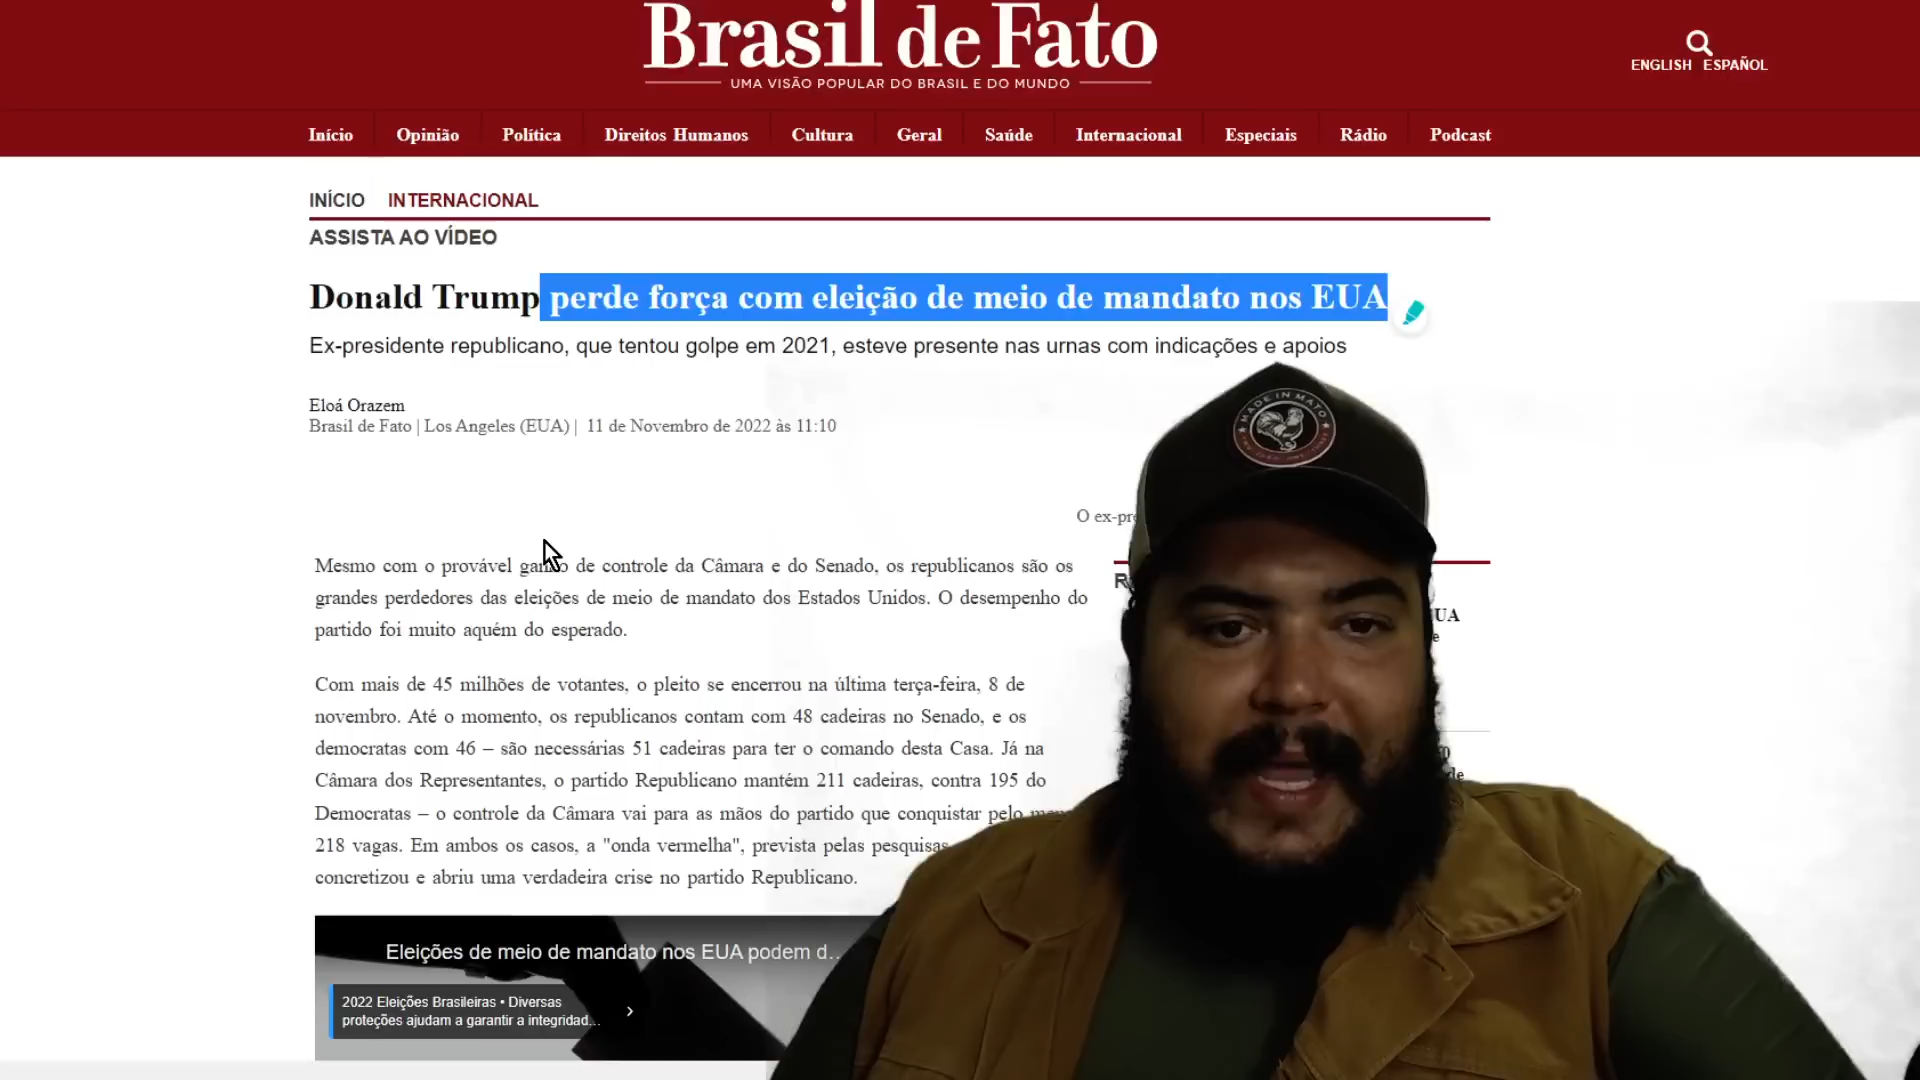 Brasil de Fato
UMA VISÃO POPULAR DO BRASIL E DO MUNDO
ENGLISH ESPAÑOL
Início Opinião Política Direitos Humanos Cultura Geral Saúde Internacional Especiais Rádio Podcast
INÍCIO INTERNACIONAL
ASSISTA AO VÍDEO
Donald Trump perde força com eleição de meio de mandato nos EUA
Ex-presidente republicano, que tentou golpe em 2021, esteve presente nas urnas com indicações e apoios
Eloá Orazem
Brasil de Fato | Los Angeles (EUA) | 11 de Novembro de 2022 às 11:10
MADE IN MATO
O
Mesmo com o provável ganho de controle da Câmara e do Senado, os republicanos são os
grandes perdedores das eleições de meio de mandato dos Estados Unidos. O desempenho do
partido foi muito aquém do esperado.
Com mais de 45 milhões de votantes, o pleito se encerrou na última terça-feira, 8 de
novembro. Até o momento, os republicanos contam com 48 cadeiras no Senado, e os
democratas com 46 – são necessárias 51 cadeiras para ter o comando desta Casa. Já na
Câmara dos Representantes, o partido Republicano mantém 211 cadeiras, contra 195 do
Democratas – o controle da Câmara vai para as mãos do partido que conquistar pelo
218 vagas. Em ambos os casos, a "onda vermelha", prevista pelas pesquisas
concretizou e abriu uma verdadeira crise no partido Republicano.
Eleições de meio de mandato nos EUA podem d...
2022 Eleições Brasileiras • Diversas
proteções ajudam a garantir a integridad...